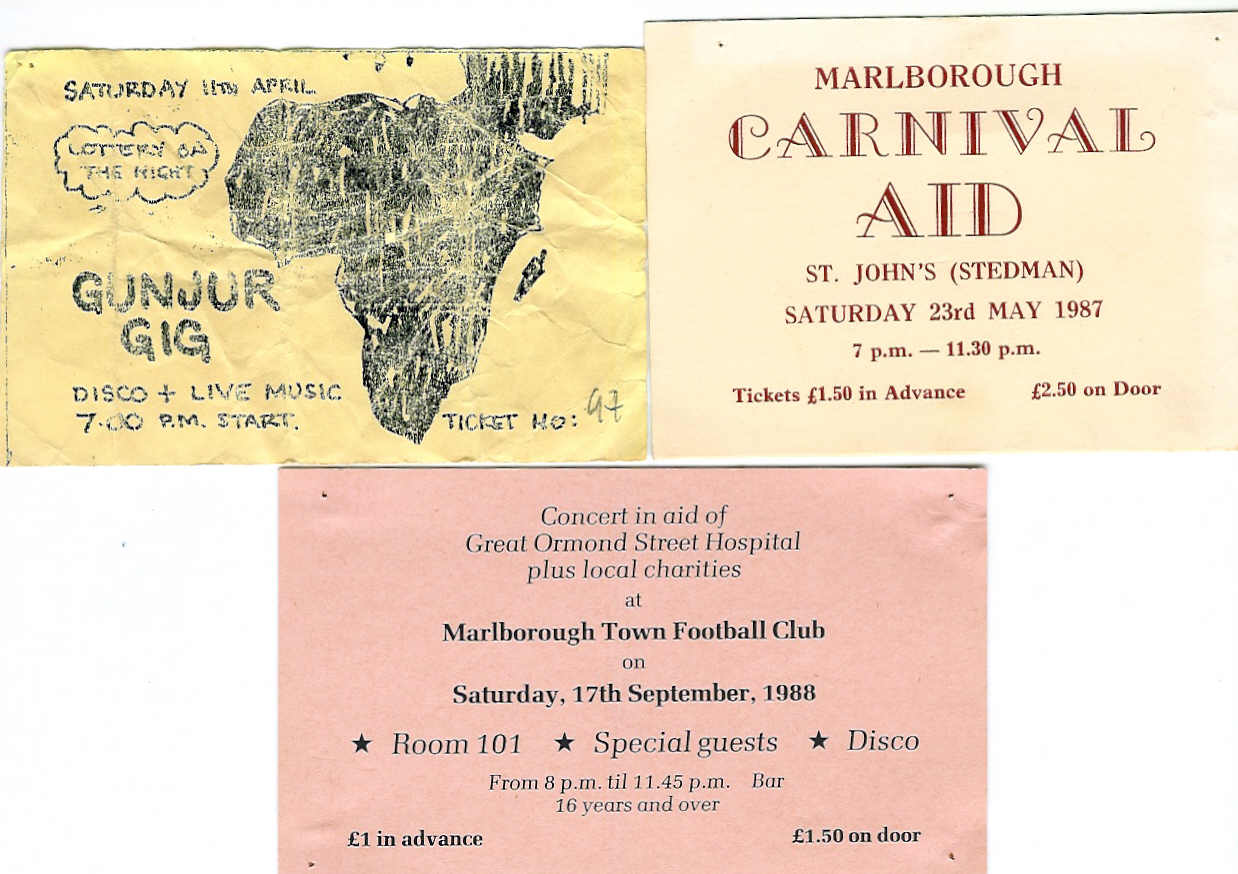 SATURDAY 11TH APRIL
LOTTERY ON
THE NIGHT
GUNJUR
GIG
DISCO + LIVE MUSIC
7.00 P.M. START.
TICKET NO: 97
MARLBOROUGH
CARNIVAL
AID
ST. JOHN'S (STEDMAN)
SATURDAY 23rd MAY 1987
7 p.m. — 11.30 p.m.
Tickets £1.50 in Advance £2.50 on Door
Concert in aid of
Great Ormond Street Hospital
plus local charities
at
Marlborough Town Football Club
on
Saturday, 17th September, 1988
★ Room 101 ★ Special guests ★ Disco
From 8 p.m. til 11.45 p.m. Bar
16 years and over
£1 in advance £1.50 on door